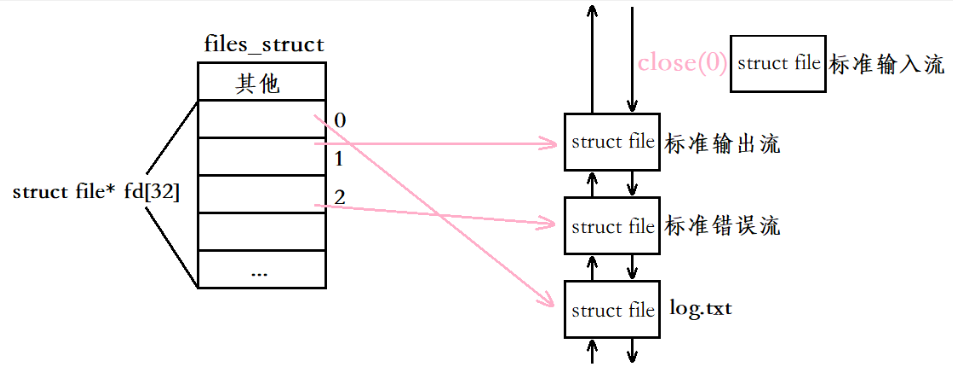 files_struct
其他
0
1
2
struct file* fd[32]
...
close(0)
struct file
标准输入流
struct file
标准输出流
struct file
标准错误流
struct file
log.txt